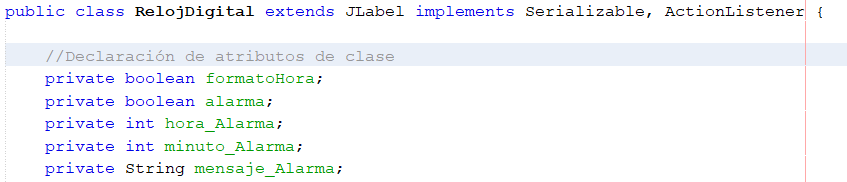 public class RelojDigital extends JLabel implements Serializable, ActionListener {
//Declaración de atributos de clase
private boolean formatoHora;
private boolean alarma;
private int hora_Alarma;
private int minuto_Alarma;
private String mensaje_Alarma;